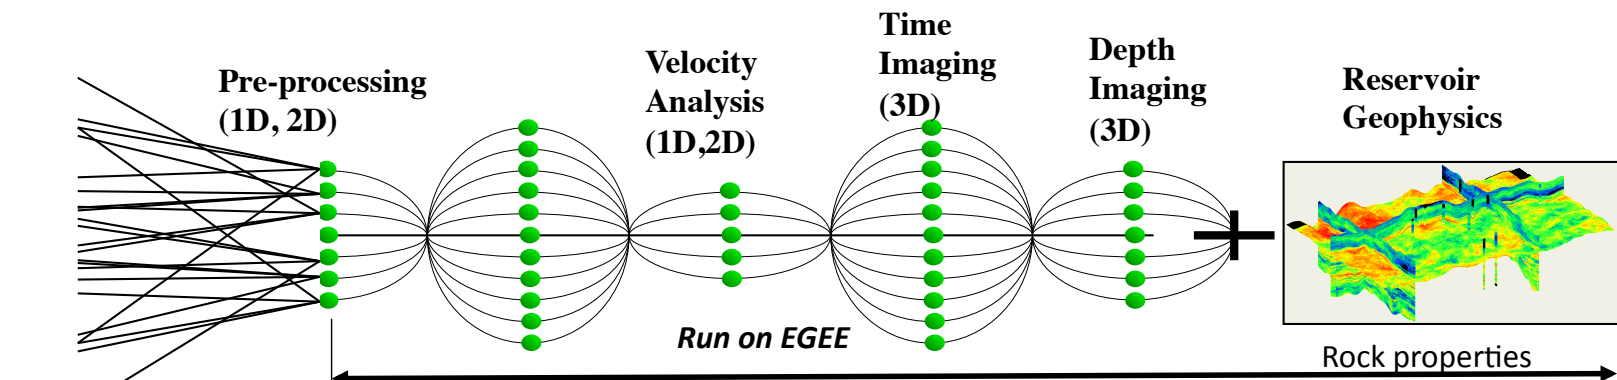 Pre-processing
(1D, 2D)
Velocity
Analysis
(1D,2D)
Time
Imaging
(3D)
Depth
Imaging
(3D)
Reservoir
Geophysics
Run on EGEE
Rock properties